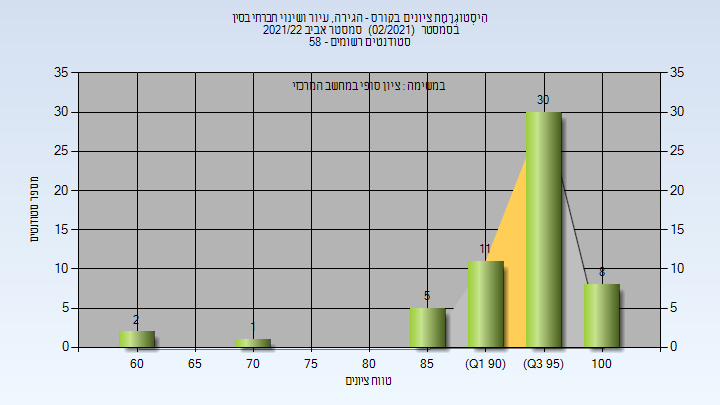 היסטוגרמת ציונים בקורס - הגירה, עיור ושינוי חברתי בסין
בסמסטר (02/2021) סמסטר אביב 2021/22
סטודנטים רשומים - 58
במשימה : ציון סופי במחשב המרכזי
35 35
30 30
25 25
20 20
15 15
10 10
5 5
0 0
2 1 5 11 30 8
מספר סטודנטים
60 65 70 75 80 85 (Q1 90) (Q3 95) 100
טווח ציונים